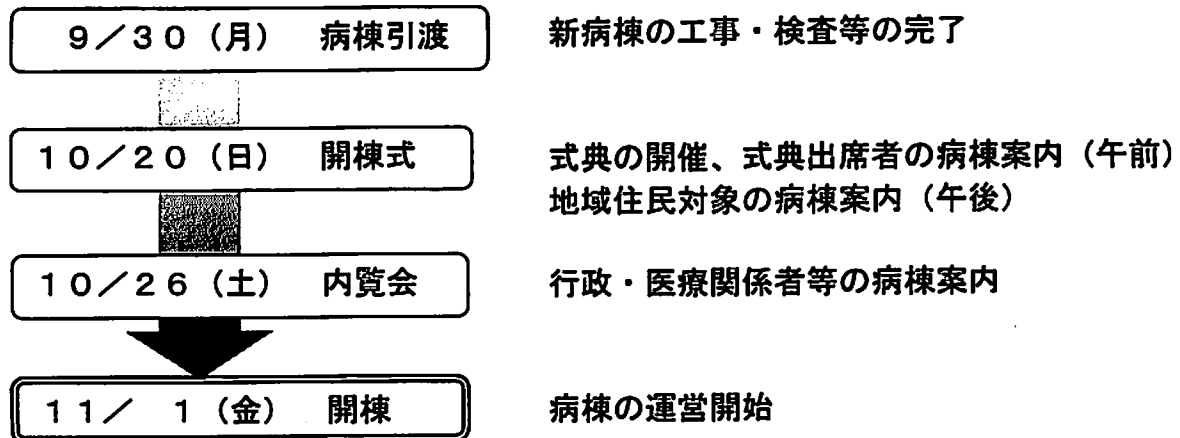 9／30（月）　病棟引渡　新病棟の工事・検査等の完了
10／20（日）　開棟式　式典の開催、式典出席者の病棟案内（午前）
地域住民対象の病棟案内（午後）
10／26（土）　内覧会　行政・医療関係者等の病棟案内
11／　1（金）　開棟　病棟の運営開始